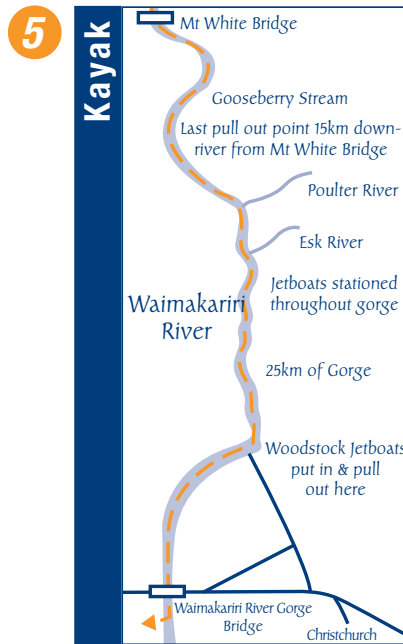 5
Kayak
Mt White Bridge
Gooseberry Stream
Last pull out point 15km down-
river from Mt White Bridge
Poulter River
Esk River
Jetboats stationed
throughout gorge
Waimakariri
River
25km of Gorge
Woodstock Jetboats
put in & pull
out here
Waimakariri River Gorge
Bridge
Christchurch